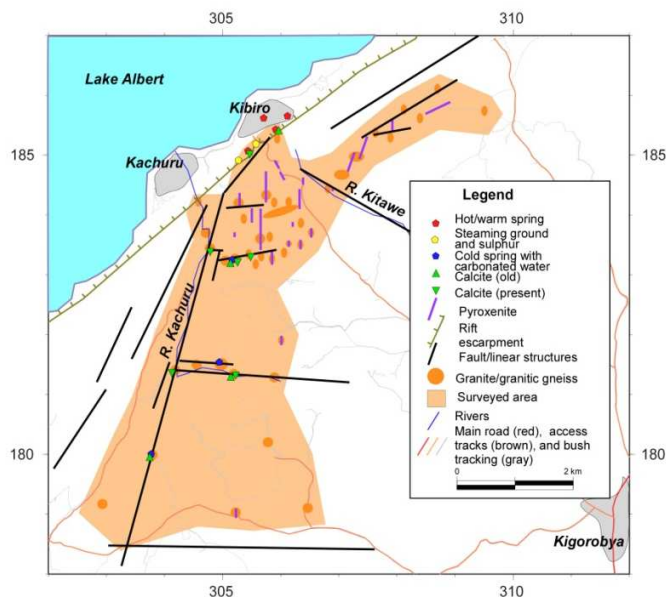 305
310
Lake Albert
Kibiro
Kachuru
185
185
R. Kitawe
Legend
Hot/warm spring
Steaming ground
and sulphur
Cold spring with
carbonated water
Calcite (old)
Calcite (present)
Pyroxenite
Rift
escarpment
Fault/linear structures
Granite/granitic gneiss
Surveyed area
Rivers
Main road (red), access
tracks (brown), and bush
tracking (gray)
0 2 km
R. Kachuru
180
180
Kigorobya
305
310